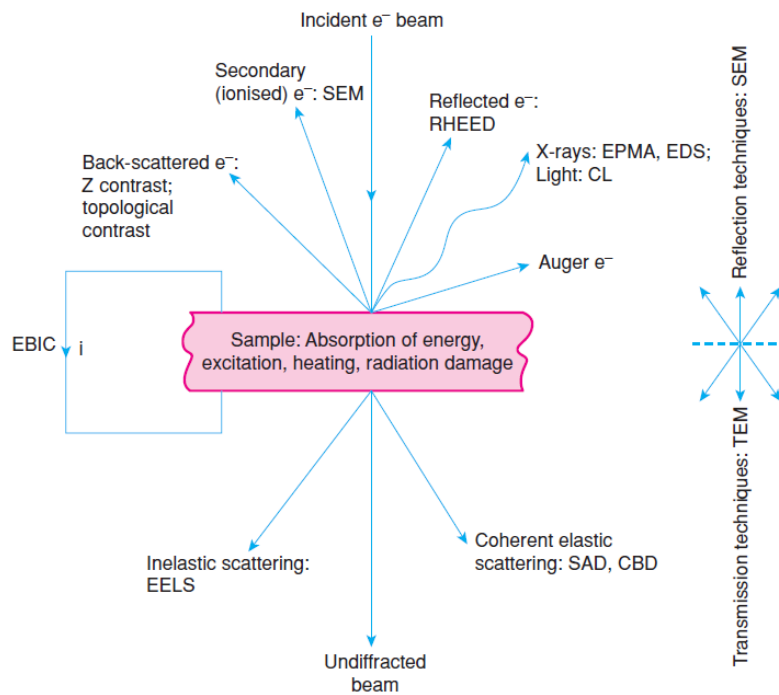 Incident e⁻ beam
Secondary
(ionised) e⁻: SEM
Reflected e⁻:
RHEED
X-rays: EPMA, EDS;
Light: CL
Back-scattered e⁻:
Z contrast;
topological
contrast
Auger e⁻
Reflection techniques: SEM
EBIC
i
Sample: Absorption of energy,
excitation, heating, radiation damage
Inelastic scattering:
EELS
Coherent elastic
scattering: SAD, CBD
Transmission techniques: TEM
Undiffracted
beam